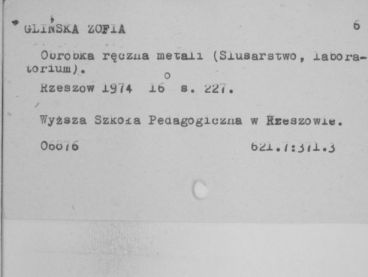 GLIŃSKA ZOFIA 6
Obróbka ręczna metali (Ślusarstwo, labora-
torium).
Rzeszów 1974 16° s. 227.
Wyższa Szkoła Pedagogiczna w Rzeszowie.
621.7:371.3